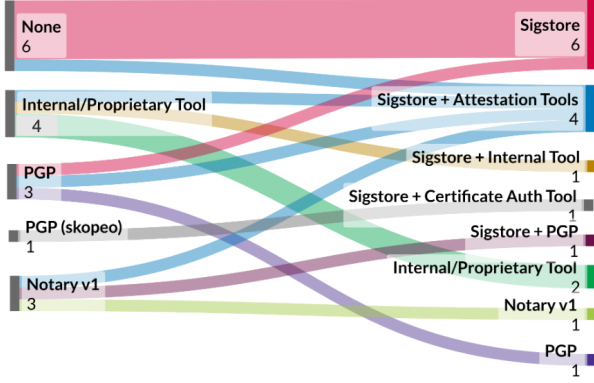 None
6
Internal/Proprietary Tool
4
PGP
3
PGP (skopeo)
1
Notary v1
3
Sigstore
6
Sigstore + Attestation Tools
4
Sigstore + Internal Tool
1
Sigstore + Certificate Auth Tool
1
Sigstore + PGP
1
Internal/Proprietary Tool
2
Notary v1
1
PGP
1